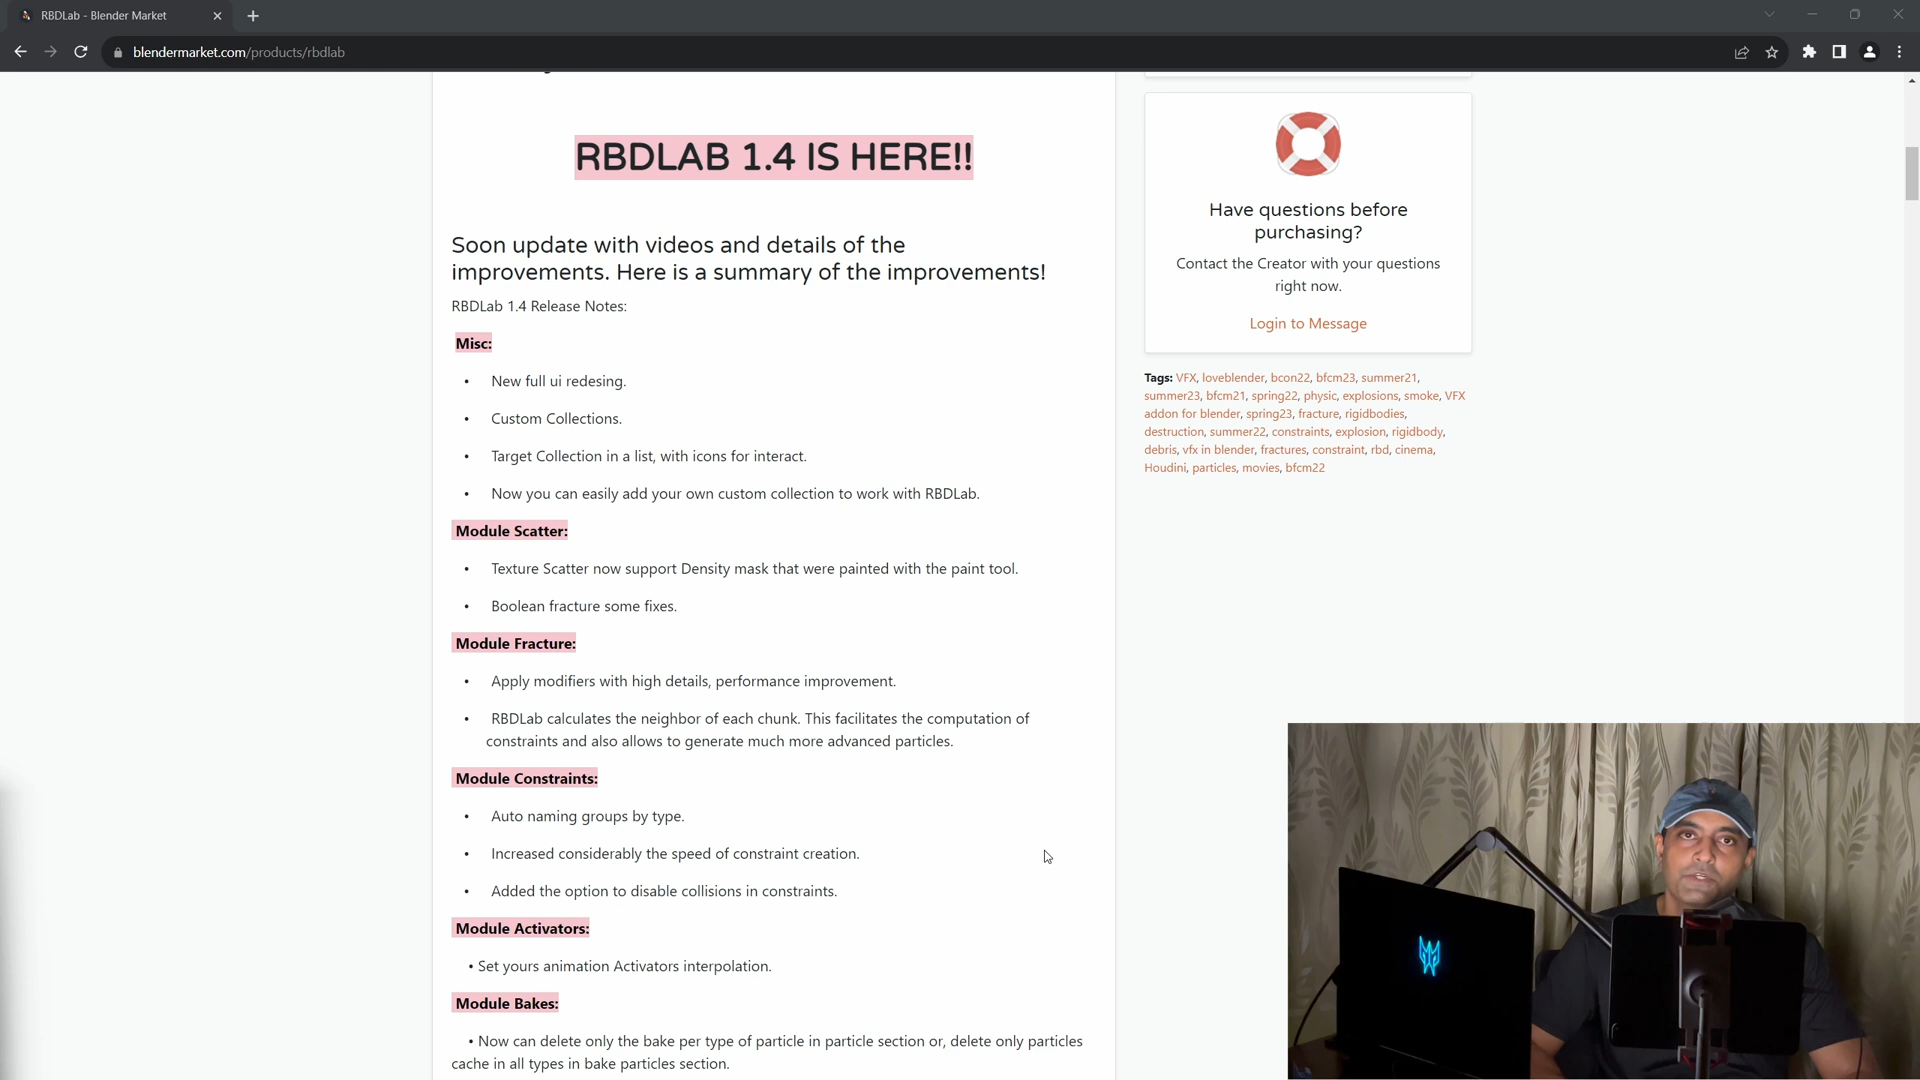 RBDLab - Blender Market
blendermarket.com/products/rbdlab
RBDLAB 1.4 IS HERE!!
Soon update with videos and details of the
improvements. Here is a summary of the improvements!
RBDLab 1.4 Release Notes:
Misc:
• New full ui redesing.
• Custom Collections.
• Target Collection in a list, with icons for interact.
• Now you can easily add your own custom collection to work with RBDLab.
Module Scatter:
• Texture Scatter now support Density mask that were painted with the paint tool.
• Boolean fracture some fixes.
Module Fracture:
• Apply modifiers with high details, performance improvement.
• RBDLab calculates the neighbor of each chunk. This facilitates the computation of
constraints and also allows to generate much more advanced particles.
Module Constraints:
• Auto naming groups by type.
• Increased considerably the speed of constraint creation.
• Added the option to disable collisions in constraints.
Module Activators:
• Set yours animation Activators interpolation.
Module Bakes:
• Now can delete only the bake per type of particle in particle section or, delete only particles
cache in all types in bake particles section.
Have questions before
purchasing?
Contact the Creator with your questions
right now.
Login to Message
Tags: VFX, loveblender, bcon22, bfcm23, summer21,
summer23, bfcm21, spring22, physic, explosions, smoke, VFX
addon for blender, spring23, fracture, rigidbodies,
destruction, summer22, constraints, explosion, rigidbody,
debris, vfx in blender, fractures, constraint, rbd, cinema,
Houdini, particles, movies, bfcm22